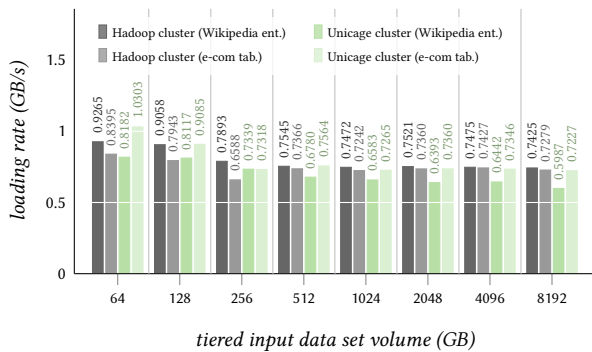 Hadoop cluster (Wikipedia ent.) Unicage cluster (Wikipedia ent.)
Hadoop cluster (e-com tab.) Unicage cluster (e-com tab.)
loading rate (GB/s)
1.5
1
0.5
0
0.9265 0.8395 0.8182 1.0303
0.9058 0.7943 0.8117 0.9085
0.7893 0.6588 0.7339 0.7318
0.7545 0.7366 0.6780 0.7564
0.7472 0.7242 0.6583 0.7265
0.7521 0.7360 0.6393 0.7360
0.7475 0.7427 0.6442 0.7346
0.7425 0.7279 0.5987 0.7227
64 128 256 512 1024 2048 4096 8192
tiered input data set volume (GB)